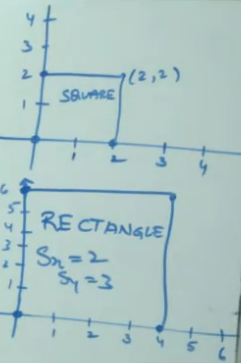 4
3
2 (2,2)
1 SQUARE
1 2 3 4
6
5
4 RECTANGLE
3
2 Sx=2
1 Sy=3
1 2 3 4 5 6